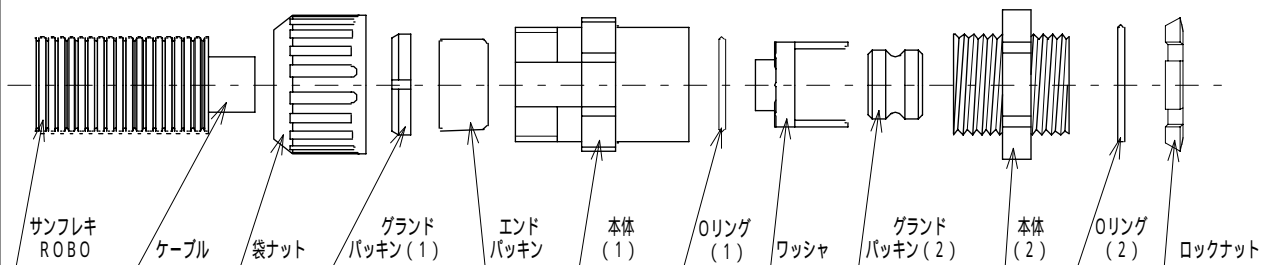 サンフレキ
ROBO
ケーブル
袋ナット
グランド
パッキン(1)
エンド
パッキン
本体
(1)
Oリング
(1)
ワッシャ
グランド
パッキン(2)
本体
(2)
Oリング
(2)
ロックナット